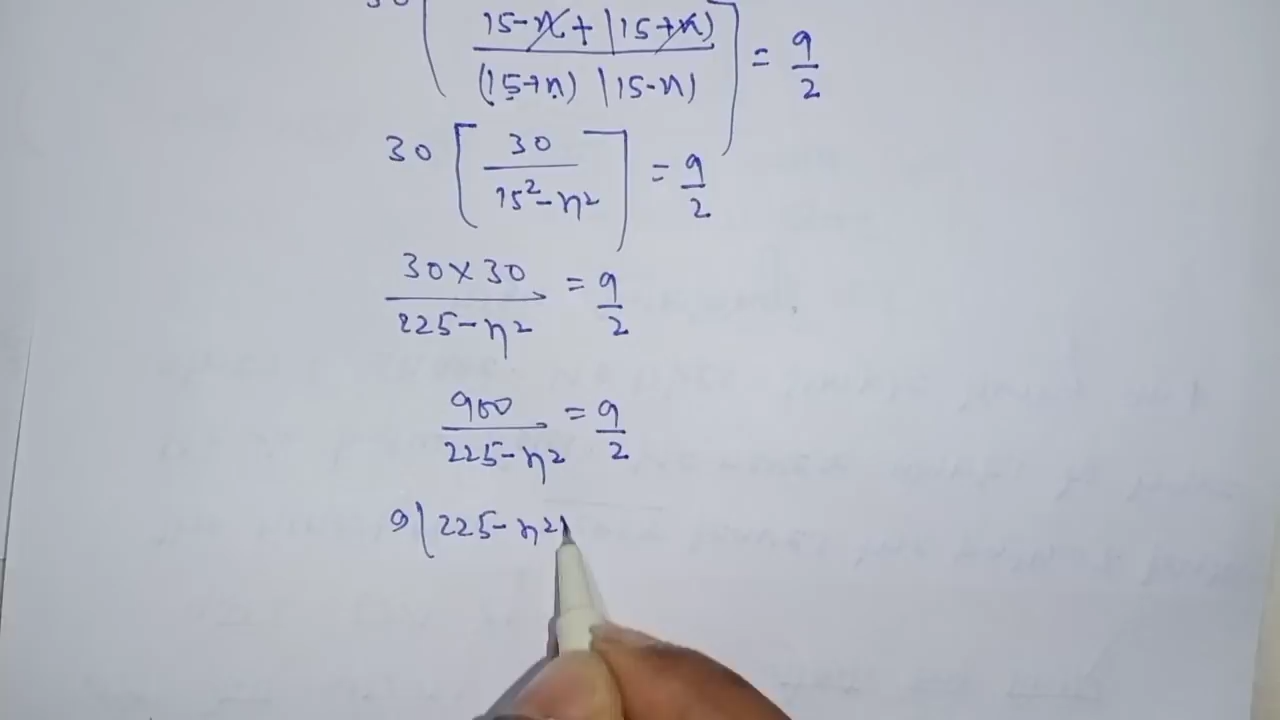 30 [ 15-x + (15+x) / (15+x) (15-x) ] = 9/2
30 [ 30 / 15² - x² ] = 9/2
30 × 30 / 225 - x² = 9/2
900 / 225 - x² = 9/2
9 ( 225 - x² )